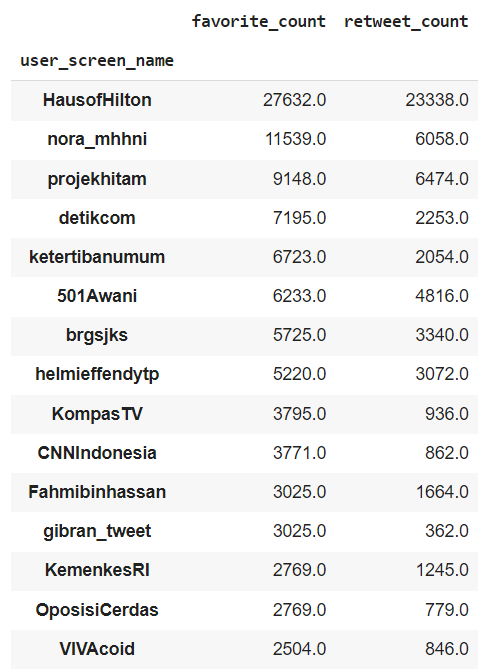 favorite_count retweet_count
user_screen_name
HausofHilton 27632.0 23338.0
nora_mhhni 11539.0 6058.0
projekhitam 9148.0 6474.0
detikcom 7195.0 2253.0
ketertibanumum 6723.0 2054.0
501Awani 6233.0 4816.0
brgsjks 5725.0 3340.0
helmieffendytp 5220.0 3072.0
KompasTV 3795.0 936.0
CNNIndonesia 3771.0 862.0
Fahmibinhassan 3025.0 1664.0
gibran_tweet 3025.0 362.0
KemenkesRI 2769.0 1245.0
OposisiCerdas 2769.0 779.0
VIVAcoid 2504.0 846.0